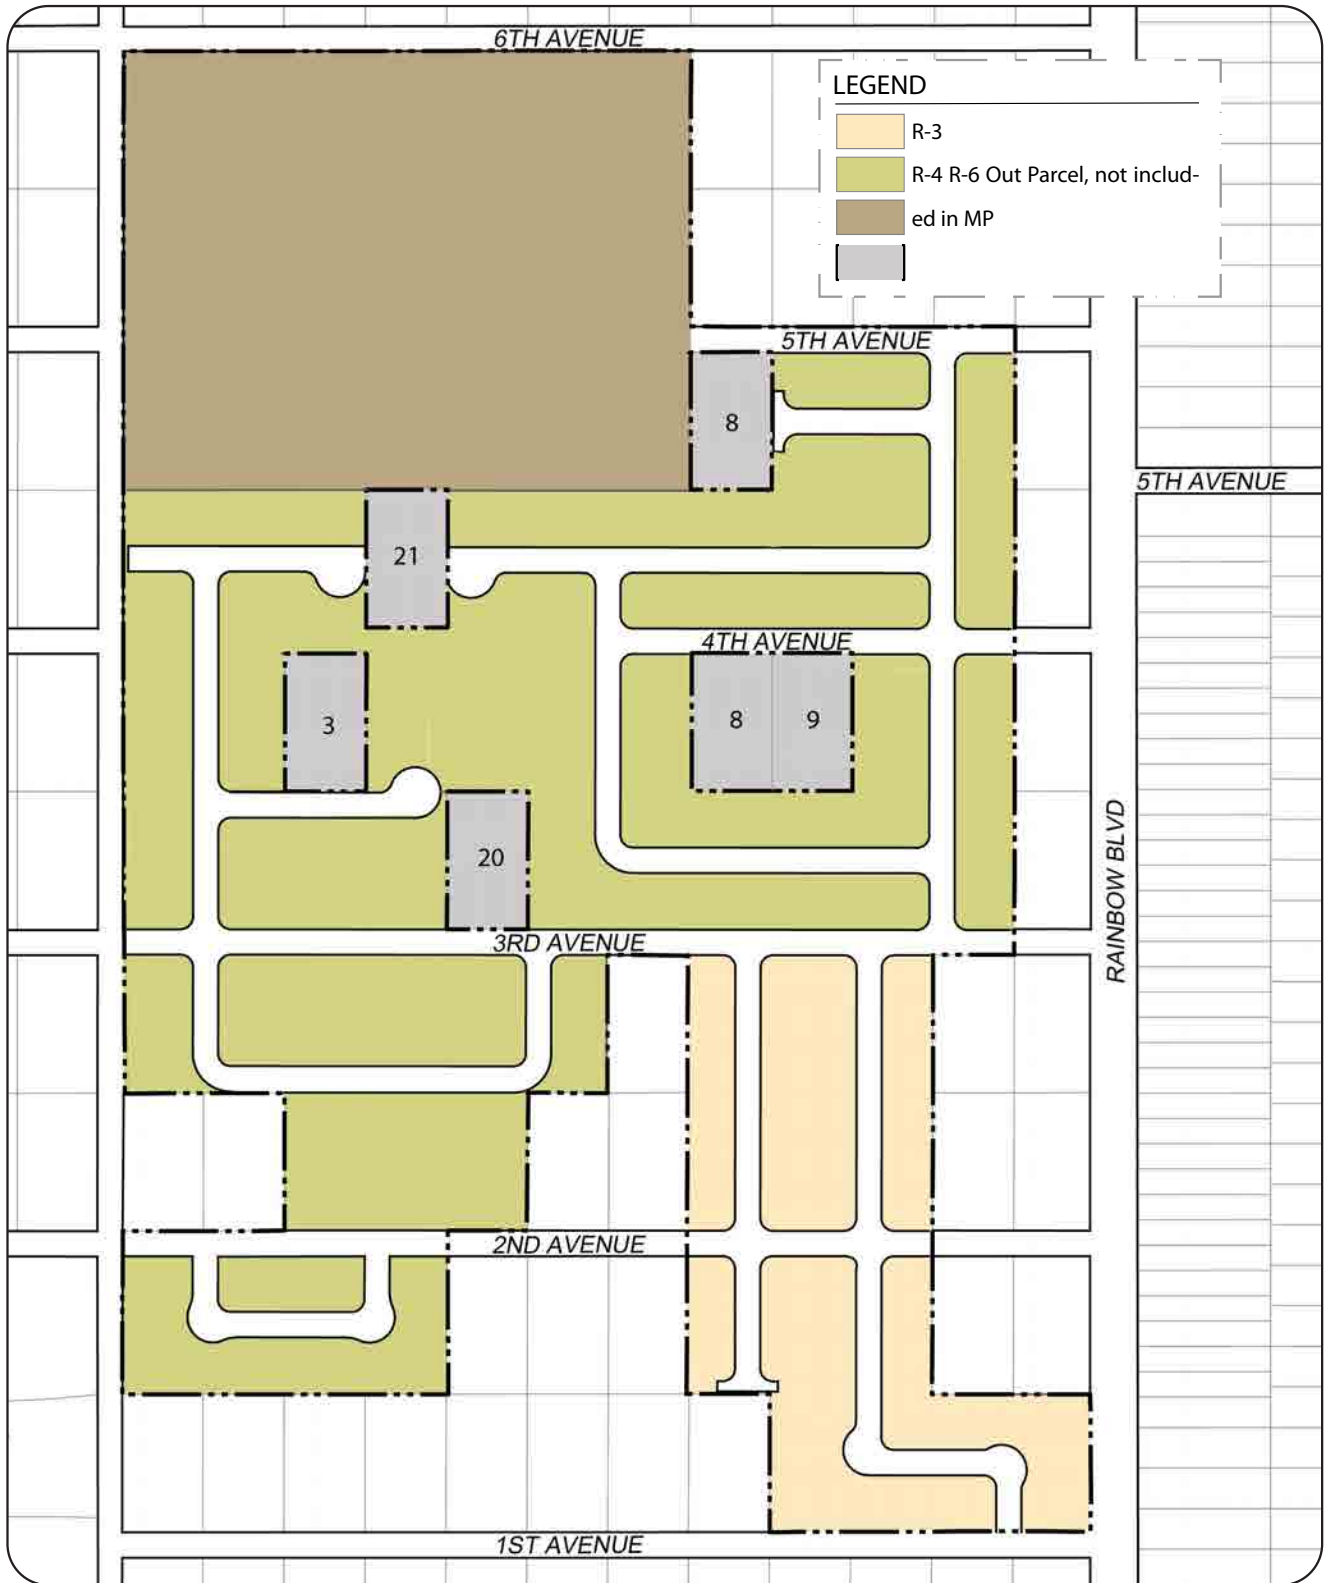 6TH AVENUE
LEGEND
R-3
R-4 R-6 Out Parcel, not includ-
ed in MP
5TH AVENUE
8
5TH AVENUE
21
4TH AVENUE
3
8
9
20
RAINBOW BLVD
3RD AVENUE
2ND AVENUE
1ST AVENUE